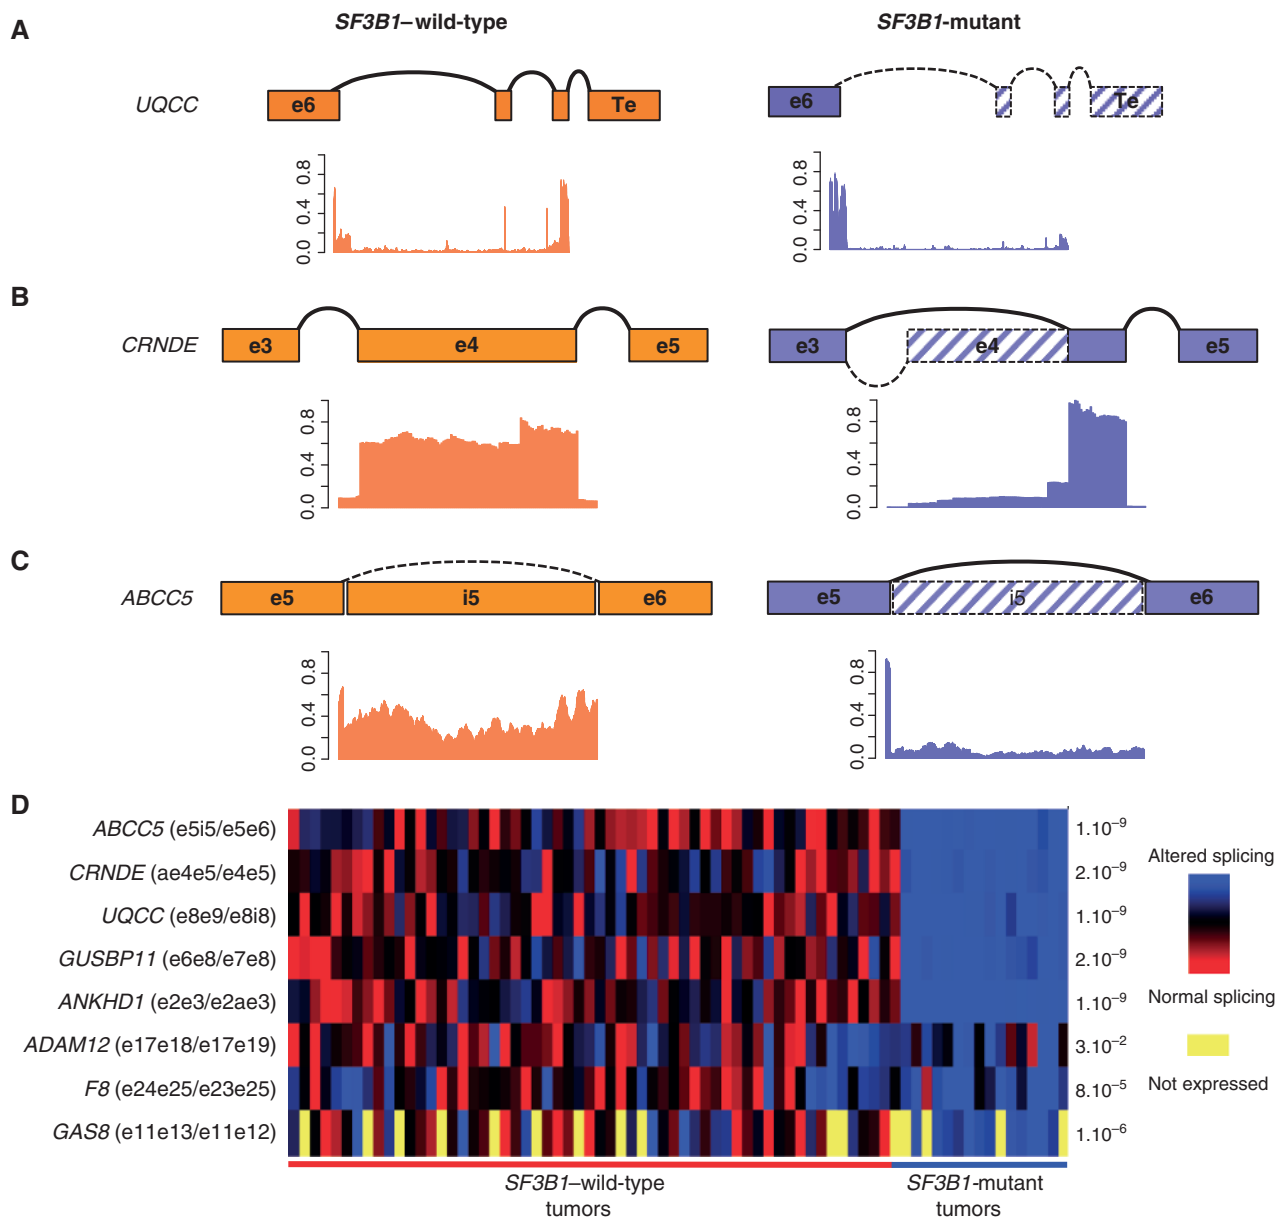 A
SF3B1–wild-type
SF3B1-mutant
UQCC
e6
Te
e6
Te
0.0 0.4 0.8
0.0 0.4 0.8
B
CRNDE
e3
e4
e5
e3
e4
e5
0.0 0.4 0.8
0.0 0.4 0.8
C
ABCC5
e5
i5
e6
e5
i5
e6
0.0 0.4 0.8
0.0 0.4 0.8
D
ABCC5 (e5i5/e5e6)
1.10⁻⁹
CRNDE (ae4e5/e4e5)
2.10⁻⁹
UQCC (e8e9/e8i8)
1.10⁻⁹
GUSBP11 (e6e8/e7e8)
2.10⁻⁹
ANKHD1 (e2e3/e2ae3)
1.10⁻⁹
ADAM12 (e17e18/e17e19)
3.10⁻²
F8 (e24e25/e23e25)
8.10⁻⁵
GAS8 (e11e13/e11e12)
1.10⁻⁶
Altered splicing
Normal splicing
Not expressed
SF3B1–wild-type
tumors
SF3B1-mutant
tumors